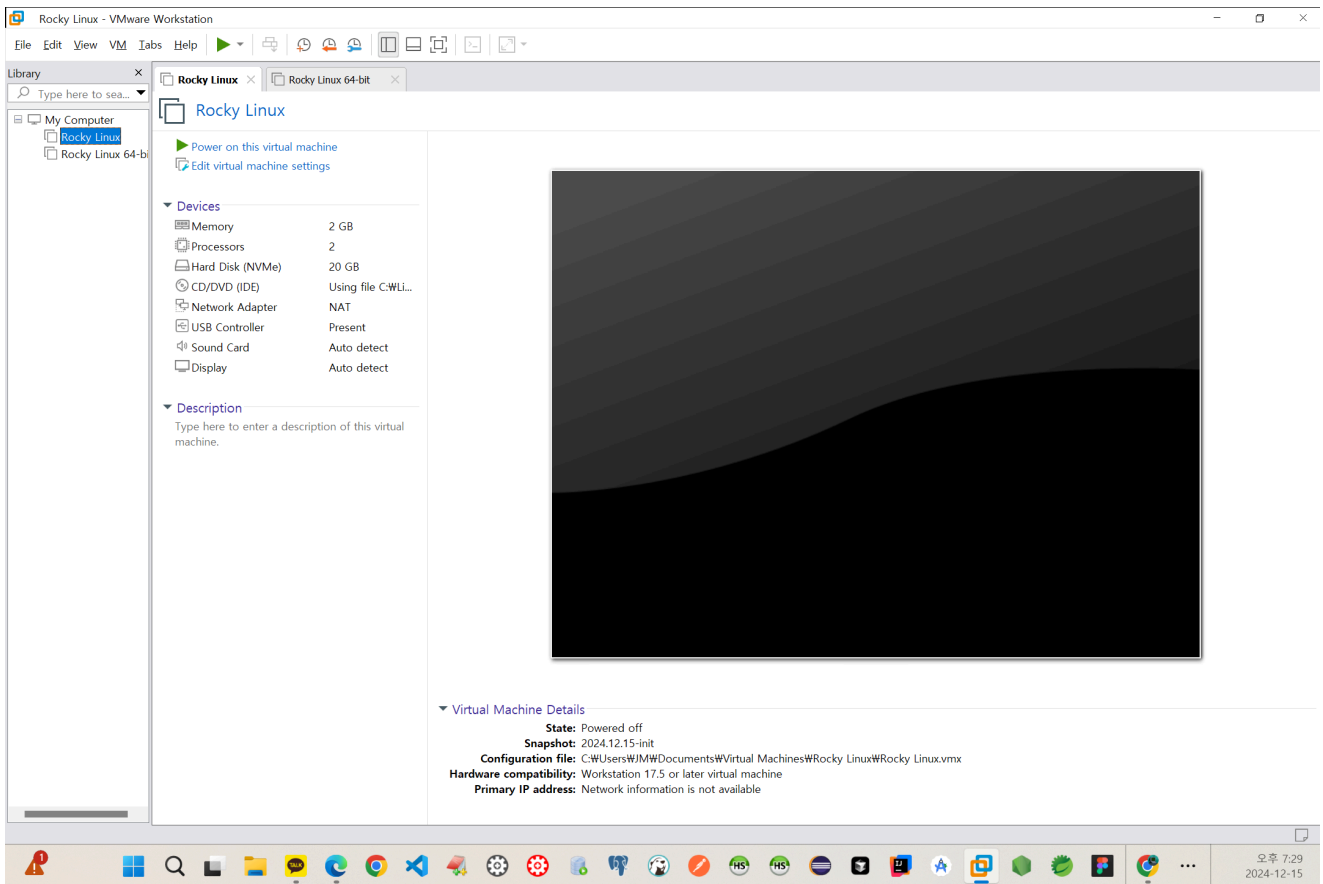 Rocky Linux - VMware Workstation
File Edit View VM Tabs Help
Library
Type here to sea...
My Computer
Rocky Linux
Rocky Linux 64-bi
Rocky Linux
Rocky Linux 64-bit
Rocky Linux
Power on this virtual machine
Edit virtual machine settings
Devices
Memory 2 GB
Processors 2
Hard Disk (NVMe) 20 GB
CD/DVD (IDE) Using file C:₩Li...
Network Adapter NAT
USB Controller Present
Sound Card Auto detect
Display Auto detect
Description
Type here to enter a description of this virtual
machine.
Virtual Machine Details
State: Powered off
Snapshot: 2024.12.15-init
Configuration file: C:₩Users₩JM₩Documents₩Virtual Machines₩Rocky Linux₩Rocky Linux.vmx
Hardware compatibility: Workstation 17.5 or later virtual machine
Primary IP address: Network information is not available
1
TALK
HS
HS
오후 7:29
2024-12-15